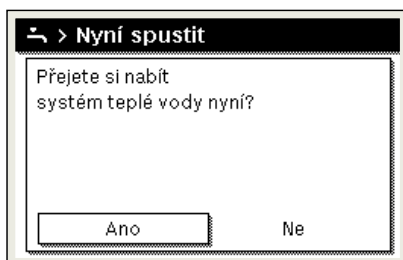 > Nyní spustit
Přejete si nabít
systém teplé vody nyní?
Ano Ne